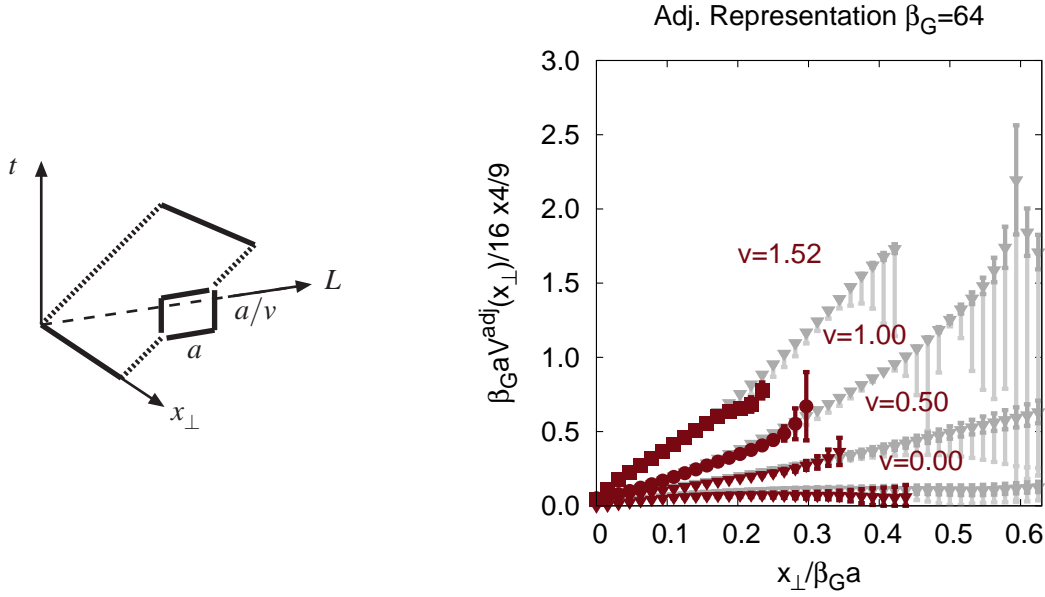 t
L
a/v
a
x⊥
Adj. Representation βG=64
βGaVadj(x⊥)/16 x4/9
3.0
2.5
2.0
1.5
1.0
0.5
0.0
v=1.52
v=1.00
v=0.50
v=0.00
0 0.1 0.2 0.3 0.4 0.5 0.6
x⊥/βGa